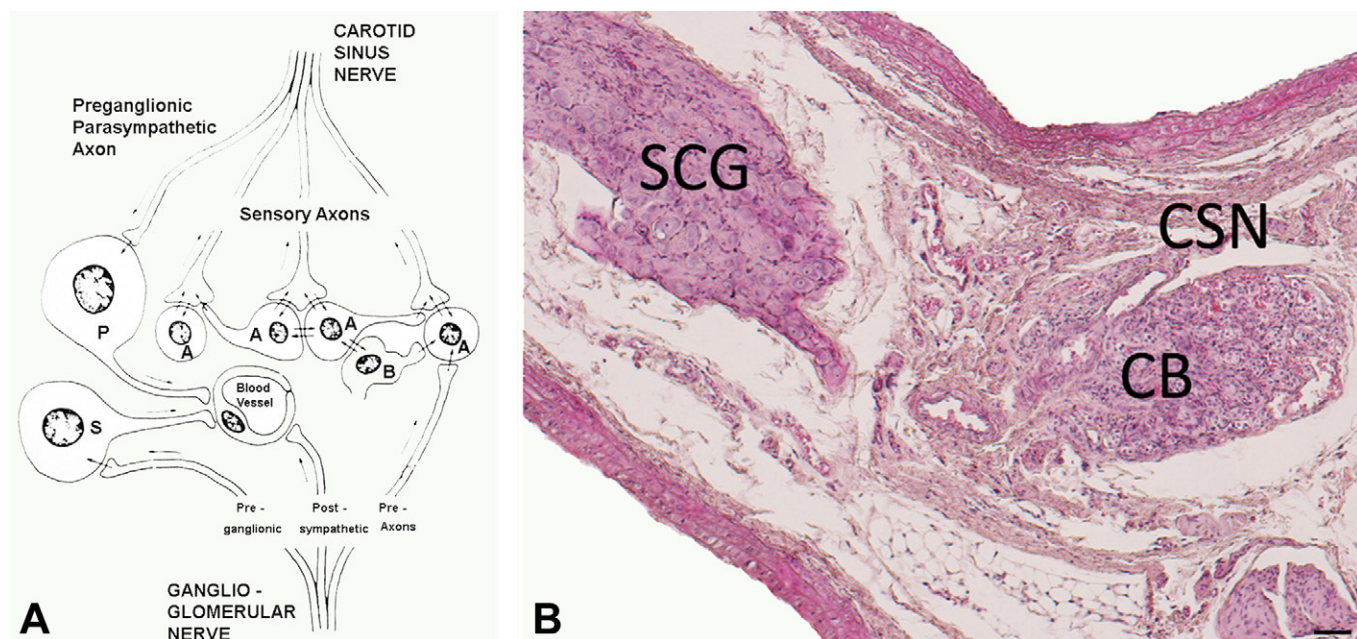 CAROTID
SINUS
NERVE
Preganglionic
Parasympathetic
Axon
Sensory Axons
P
A
A
A
A
B
Blood
Vessel
S
Pre - Post - Pre -
ganglionic sympathetic Axons
GANGLIO -
GLOMERULAR
NERVE
A
SCG
CSN
CB
B